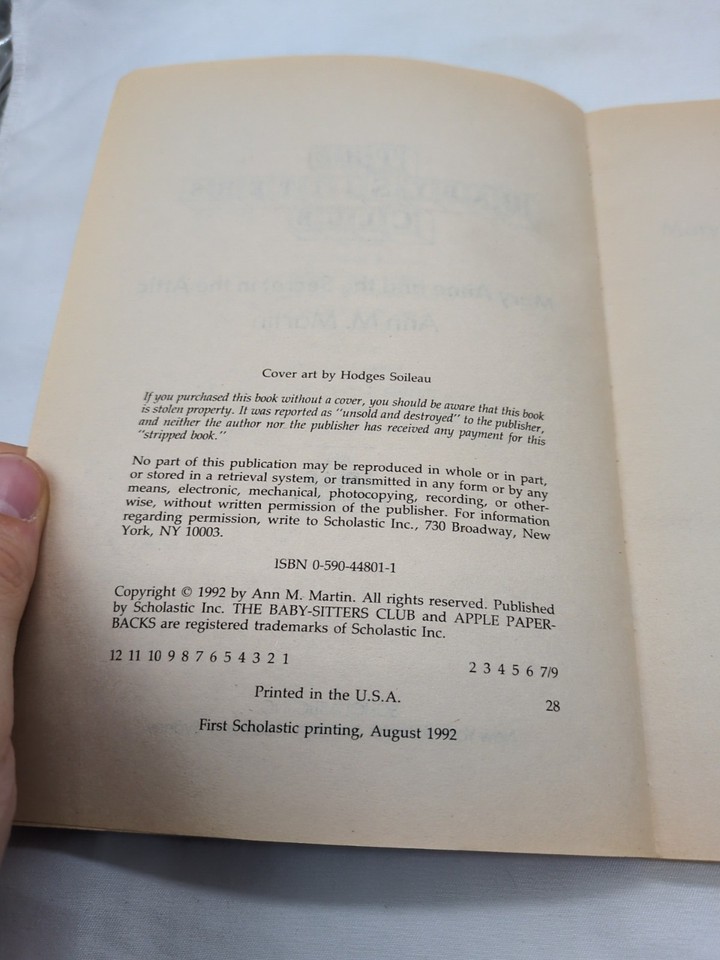 Cover art by Hodges Soileau
If you purchased this book without a cover, you should be aware that this book
is stolen property. It was reported as "unsold and destroyed" to the publisher,
and neither the author nor the publisher has received any payment for this
"stripped book."
No part of this publication may be reproduced in whole or in part,
or stored in a retrieval system, or transmitted in any form or by any
means, electronic, mechanical, photocopying, recording, or other-
wise, without written permission of the publisher. For information
regarding permission, write to Scholastic Inc., 730 Broadway, New
York, NY 10003.
ISBN 0-590-44801-1
Copyright © 1992 by Ann M. Martin. All rights reserved. Published
by Scholastic Inc. THE BABY-SITTERS CLUB and APPLE PAPER-
BACKS are registered trademarks of Scholastic Inc.
12 11 10 9 8 7 6 5 4 3 2 1 2 3 4 5 6 7/9
Printed in the U.S.A. 28
First Scholastic printing, August 1992